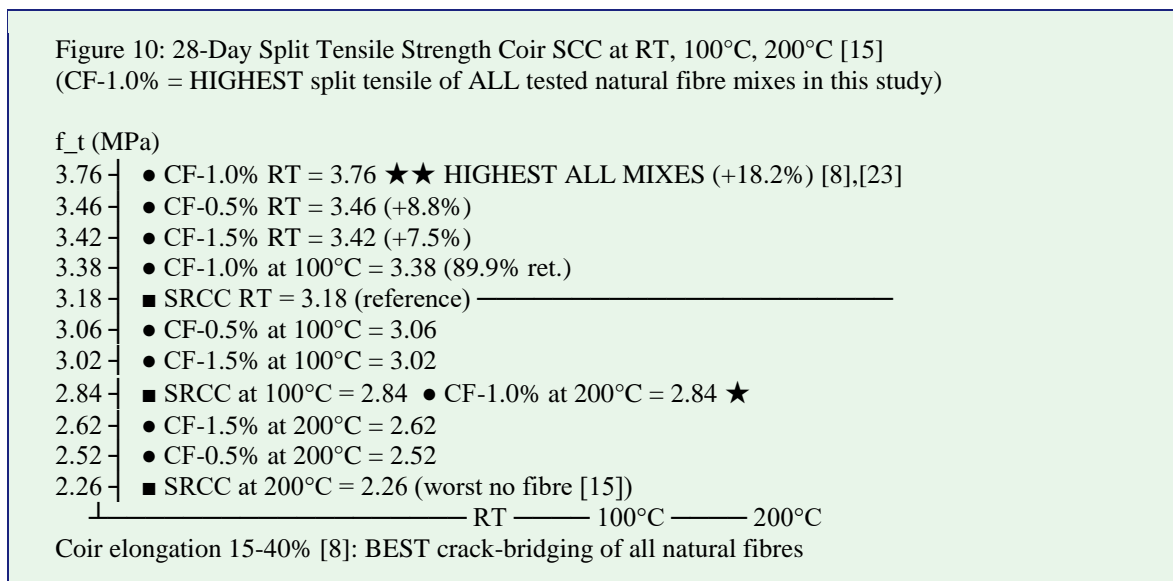 Figure 10: 28-Day Split Tensile Strength Coir SCC at RT, 100°C, 200°C [15]
(CF-1.0% = HIGHEST split tensile of ALL tested natural fibre mixes in this study)
f_t (MPa)
3.76 ┤ ● CF-1.0% RT = 3.76 ★★ HIGHEST ALL MIXES (+18.2%) [8],[23]
3.46 ┤ ● CF-0.5% RT = 3.46 (+8.8%)
3.42 ┤ ● CF-1.5% RT = 3.42 (+7.5%)
3.38 ┤ ● CF-1.0% at 100°C = 3.38 (89.9% ret.)
3.18 ┤ ■ SRCC RT = 3.18 (reference) ──────────────────────
3.06 ┤ ● CF-0.5% at 100°C = 3.06
3.02 ┤ ● CF-1.5% at 100°C = 3.02
2.84 ┤ ■ SRCC at 100°C = 2.84 ● CF-1.0% at 200°C = 2.84 ★
2.62 ┤ ● CF-1.5% at 200°C = 2.62
2.52 ┤ ● CF-0.5% at 200°C = 2.52
2.26 ┤ ■ SRCC at 200°C = 2.26 (worst no fibre [15])
┴──────────────────── RT ──── 100°C ──── 200°C
Coir elongation 15-40% [8]: BEST crack-bridging of all natural fibres